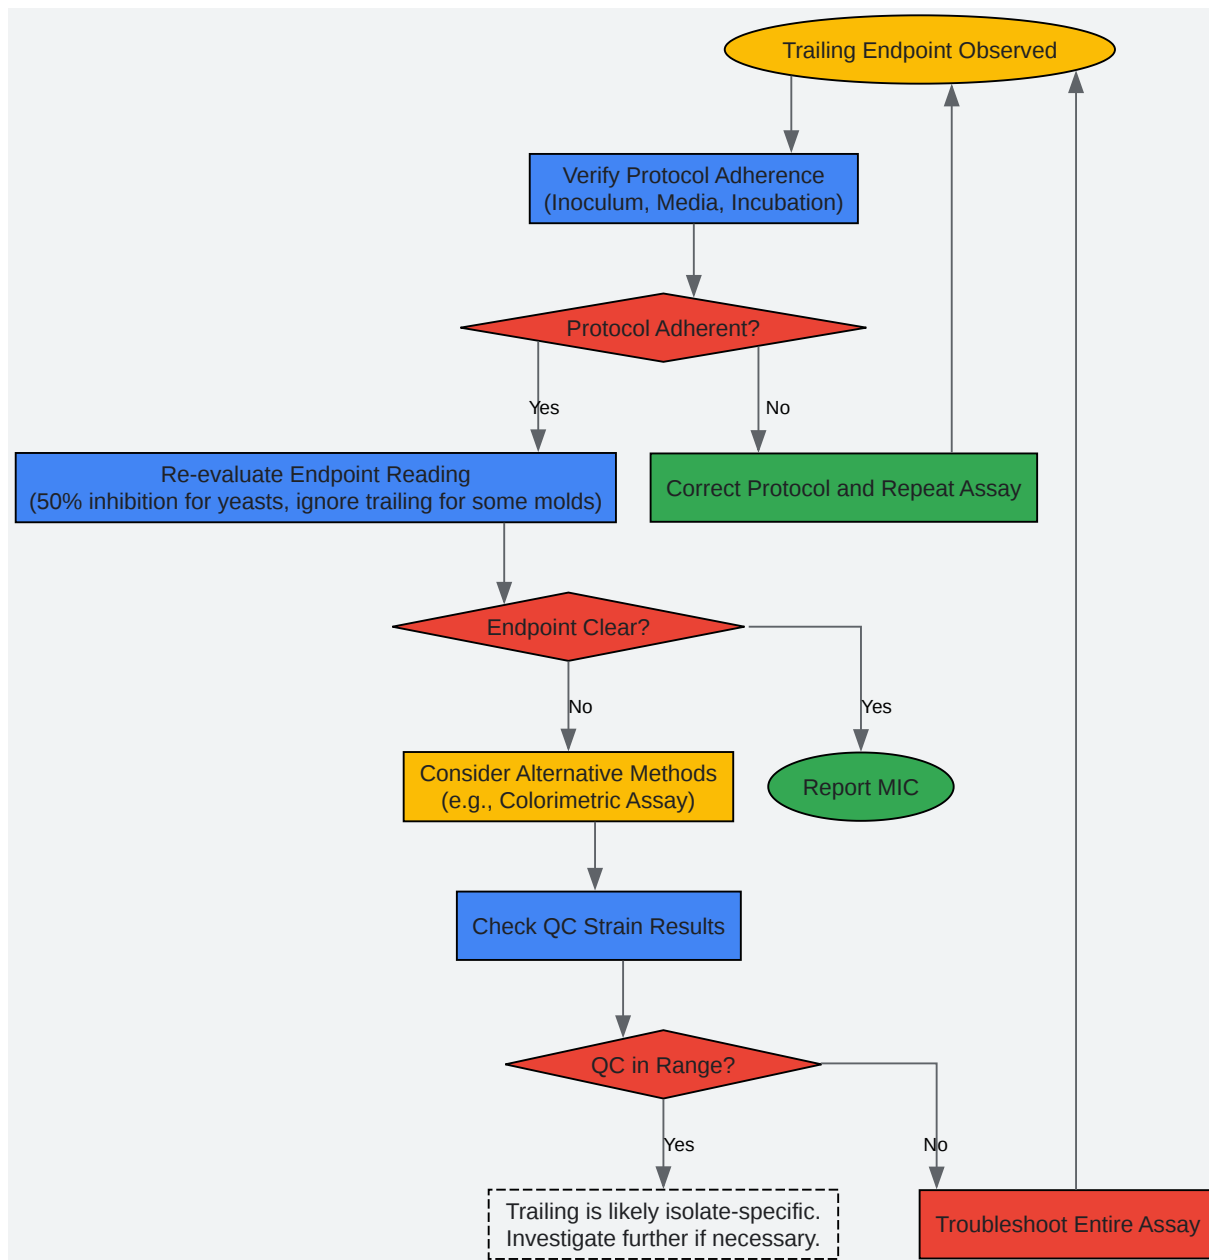 Trailing Endpoint Observed
Verify Protocol Adherence
(Inoculum, Media, Incubation)
Protocol Adherent?
Yes
No
Re-evaluate Endpoint Reading
(50% inhibition for yeasts, ignore trailing for some molds)
Correct Protocol and Repeat Assay
Endpoint Clear?
No
Yes
Consider Alternative Methods
(e.g., Colorimetric Assay)
Report MIC
Check QC Strain Results
QC in Range?
Yes
No
Trailing is likely isolate-specific.
Investigate further if necessary.
Troubleshoot Entire Assay